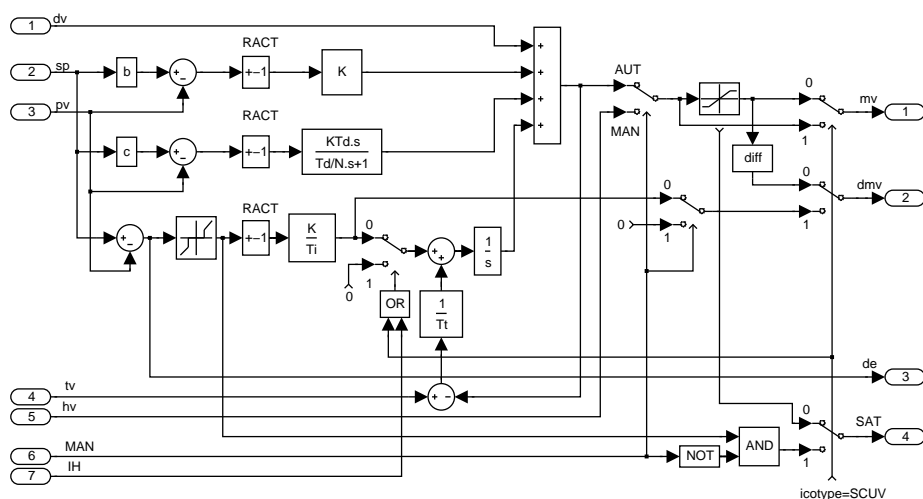 1 dv
RACT
2 sp b + − +−1 K
3 pv
+ + + +
AUT
MAN
0 mv
1
1
RACT
c + − +−1 KTd.s
Td/N.s+1
diff
0 dmv
2
1
RACT
+ − +−1 K
Ti
0
0 1
+ +
1
s
0
0 1
OR
1
Tt
de
3
4 tv + −
5 hv
0 SAT
4
1
6 MAN
NOT AND
7 IH
icotype=SCUV